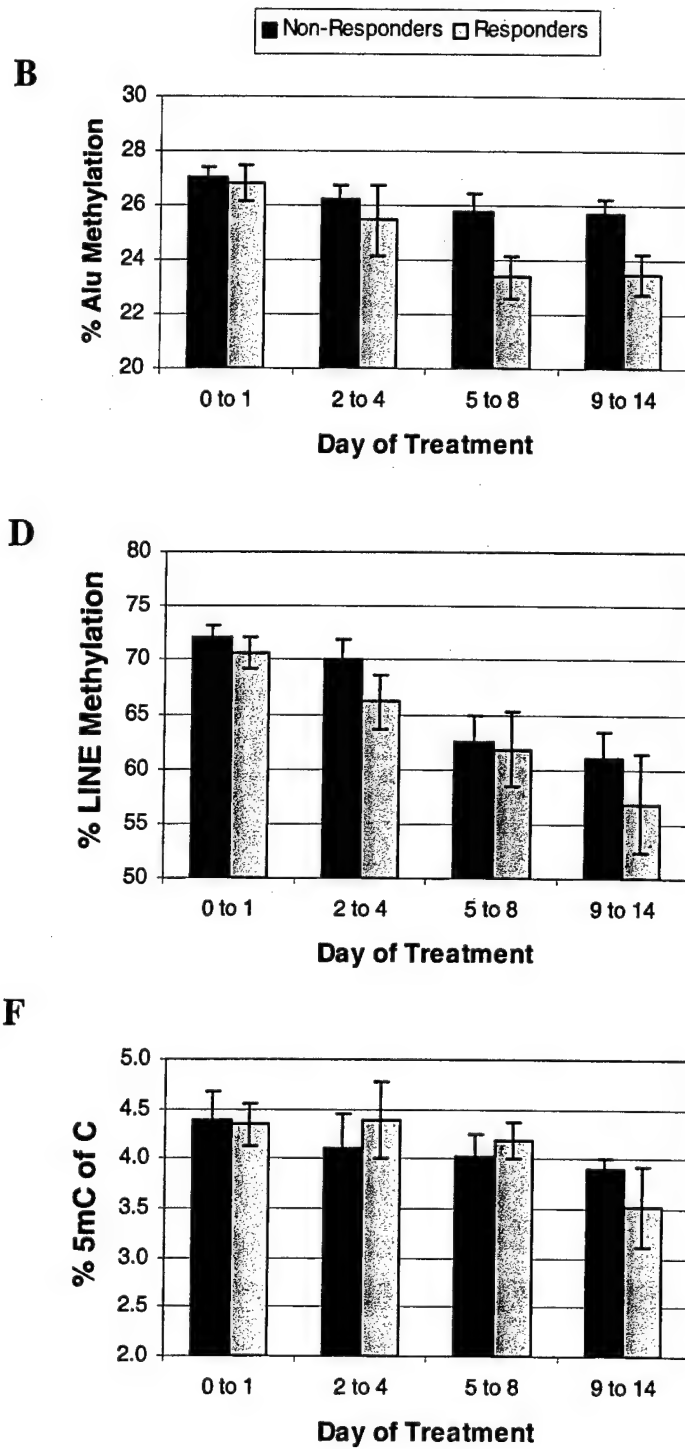 Non-Responders Responders
B
% Alu Methylation
30
28
26
24
22
20
0 to 1 2 to 4 5 to 8 9 to 14
Day of Treatment
D
% LINE Methylation
80
75
70
65
60
55
50
0 to 1 2 to 4 5 to 8 9 to 14
Day of Treatment
F
% 5mC of C
5.0
4.5
4.0
3.5
3.0
2.5
2.0
0 to 1 2 to 4 5 to 8 9 to 14
Day of Treatment